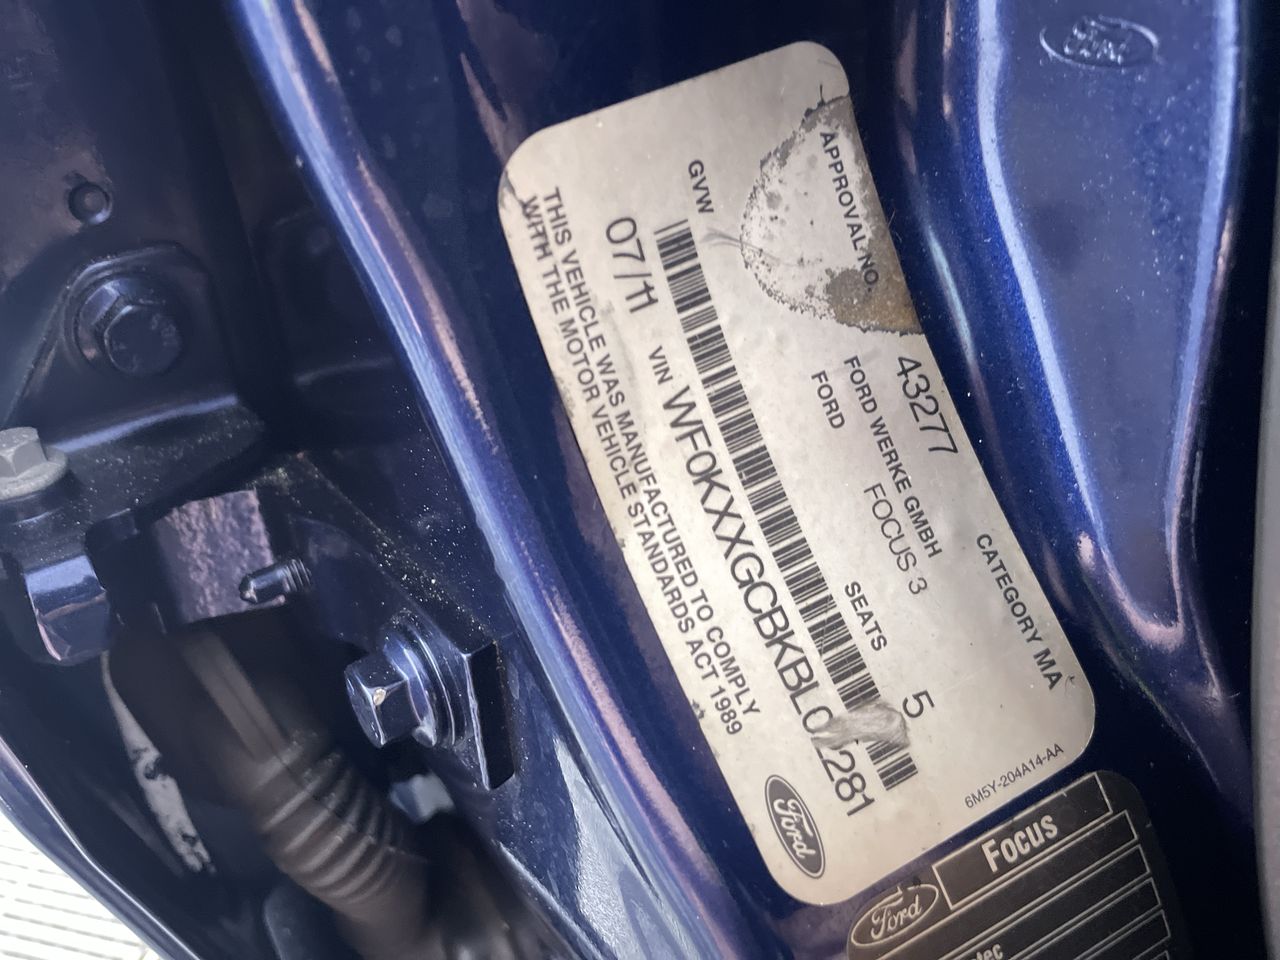 Ford
APPROVAL NO. 43277 CATEGORY MA
FORD WERKE GMBH
FORD FOCUS 3
GVW SEATS 5
07/11 VIN
THIS VEHICLE WAS MANUFACTURED TO COMPLY
WITH THE MOTOR VEHICLE STANDARDS ACT 1989
6M5Y-204A14-AA
Ford
Ford Focus